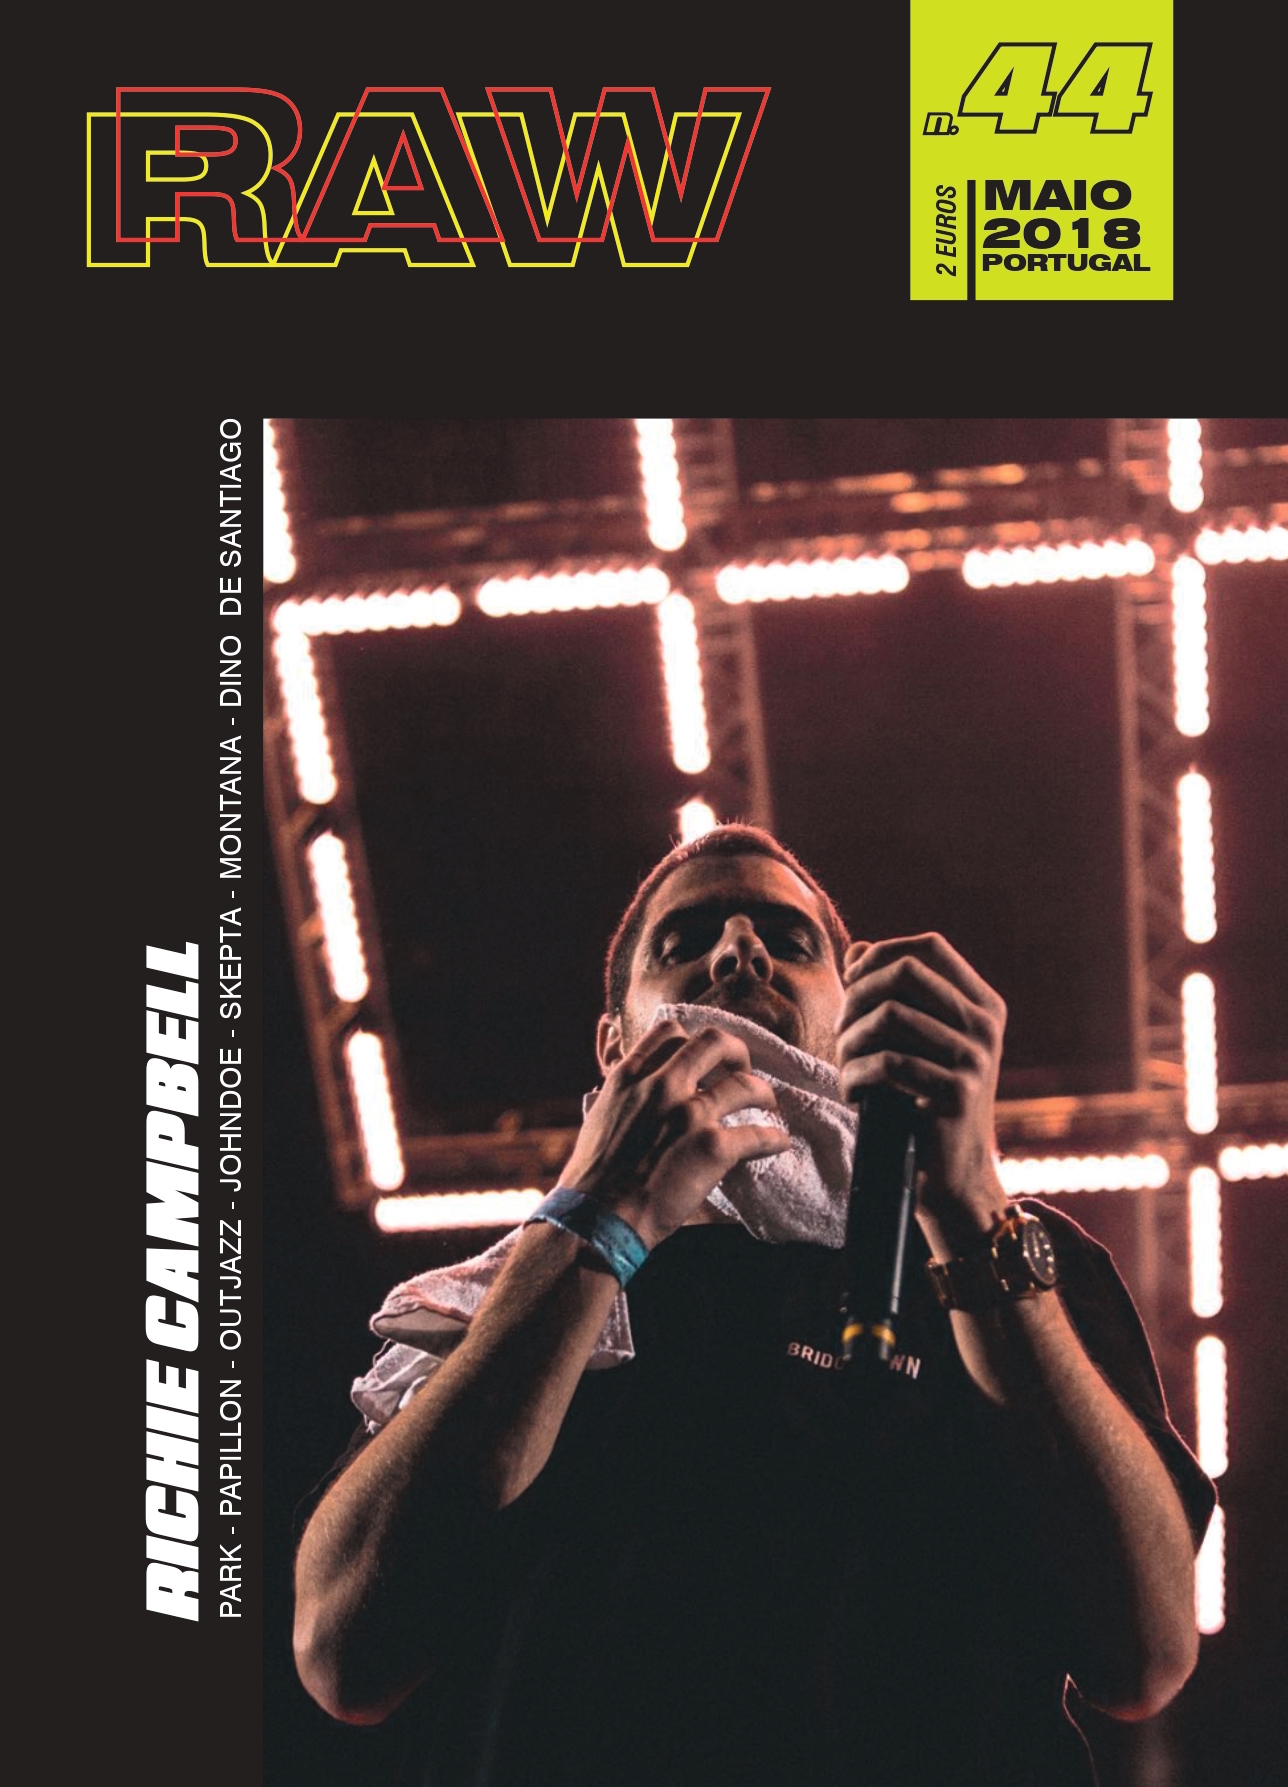 RAW
n.44
2 EUROS
MAIO
2018
PORTUGAL
RICHIE CAMPBELL
PARK - PAPILLON - OUTJAZZ - JOHNDOE - SKEPTA - MONTANA - DINO DE SANTIAGO